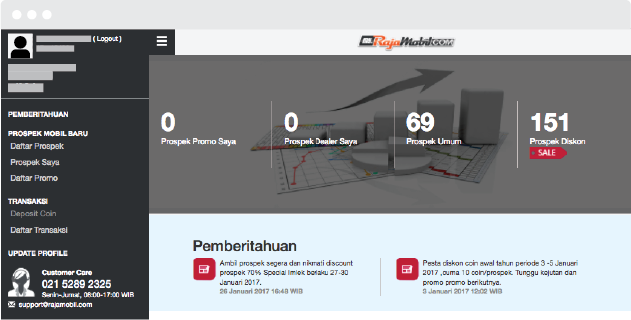 ( Logout )
RajaMobil.COM
PEMBERITAHUAN
PROSPEK MOBIL BARU
Daftar Prospek
Prospek Saya
Daftar Promo
TRANSAKSI
Deposit Coin
Daftar Transaksi
UPDATE PROFILE
Customer Care
021 5289 2325
Senin-Jumat, 08:00-17:00 WIB
support@rajamobil.com
0
Prospek Promo Saya
0
Prospek Dealer Saya
69
Prospek Umum
151
Prospek Diskon
SALE
Pemberitahuan
Ambil prospek segera dan nikmati discount
prospek 70% Special Imlek berlaku 27-30
Januari 2017.
26 Januari 2017 16:48 WIB
Pesta diskon coin awal tahun periode 3 -5 Januari
2017 ,cuma 10 coin/prospek. Tunggu kejutan dan
promo promo berikutnya.
3 Januari 2017 12:02 WIB